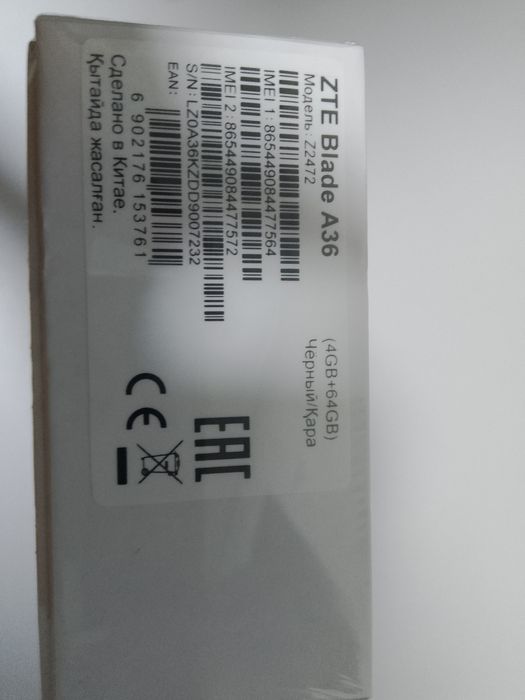 ZTE Blade A36
(4GB+64GB)
Модель: Z2472
Чёрный/Қара
IMEI 1: 865449084477564
IMEI 2: 865449084477572
S/N: LZ0A36KZDD9007232
EAN:
6 902176 153761
Сделано в Китае.
Қытайда жасалған.
EAC
CE